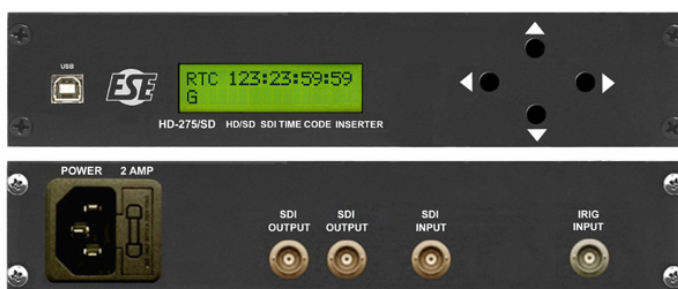 USB
ESE
RTC 123:23:59:59
G
HD-275/SD HD/SD SDI TIME CODE INSERTER
POWER 2 AMP
SDI OUTPUT
SDI OUTPUT
SDI INPUT
IRIG INPUT